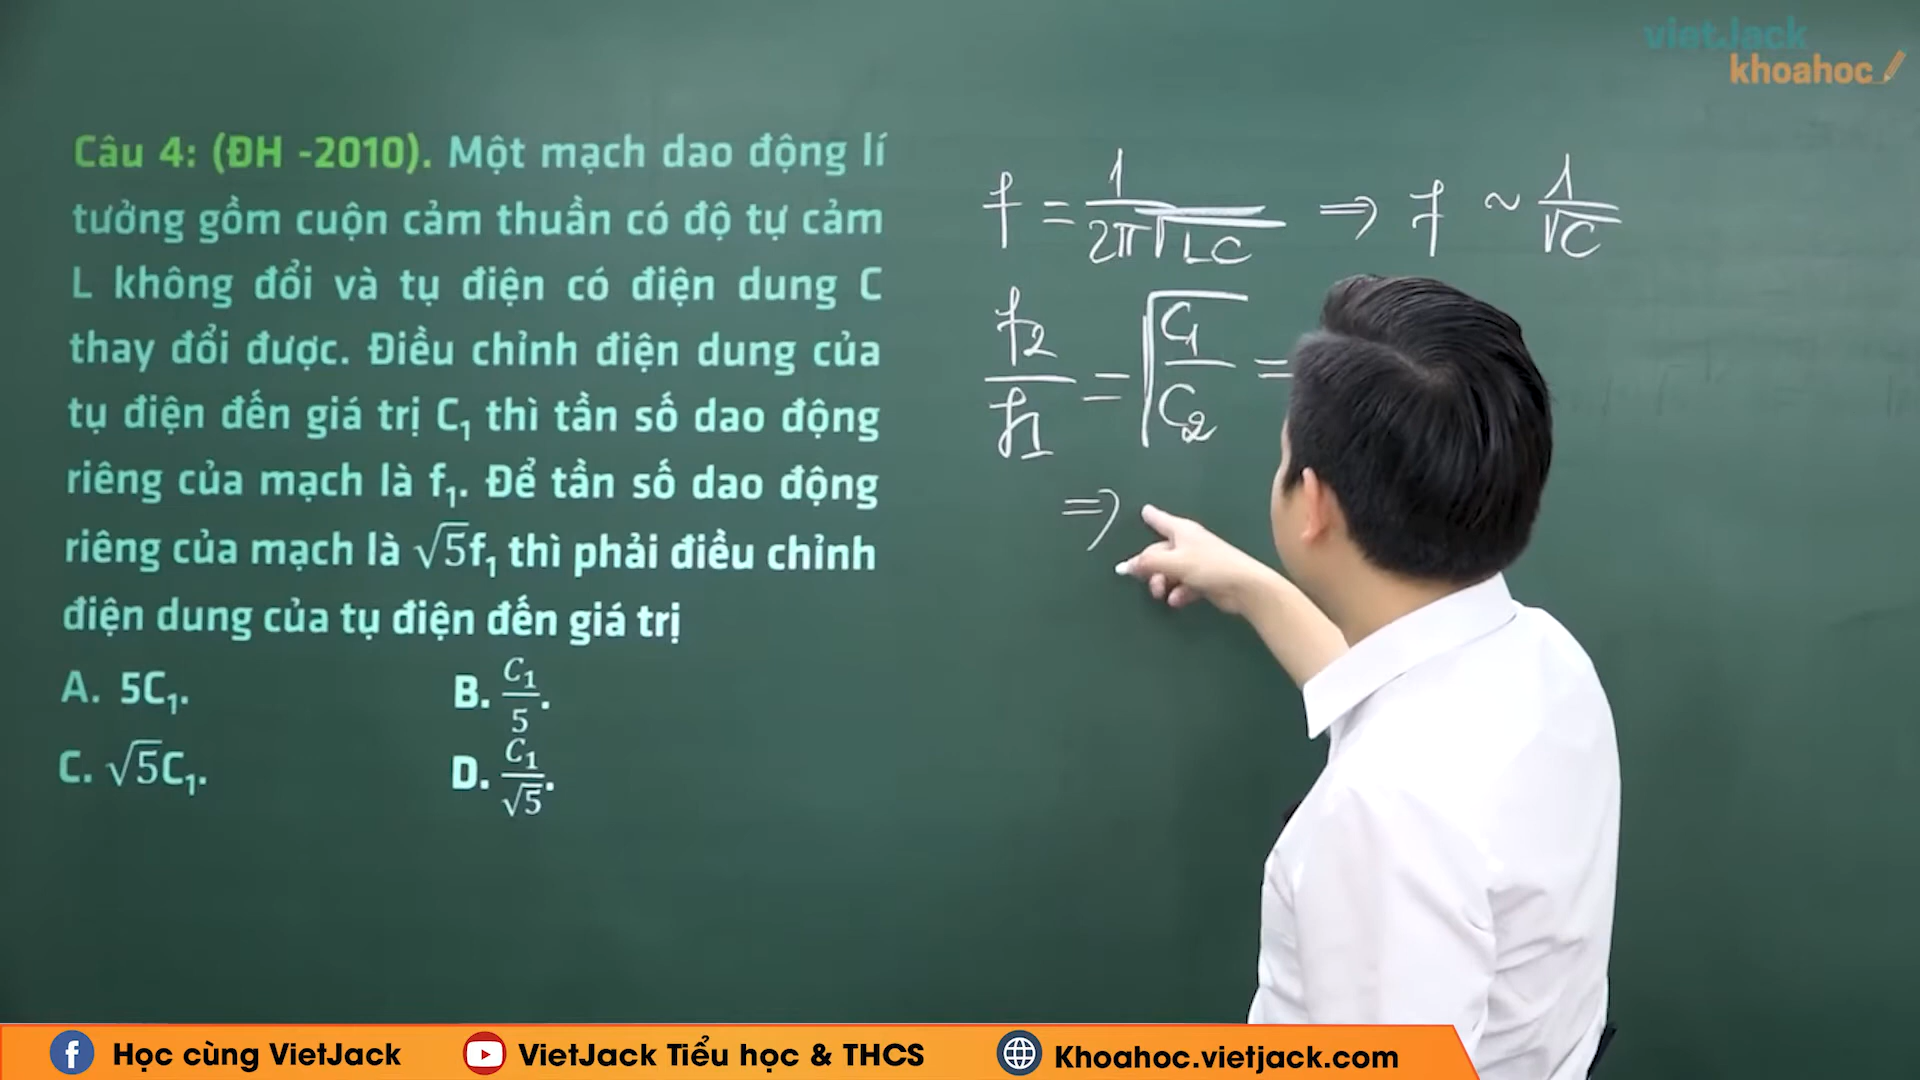 vietJack
khoahoc
Câu 4: (ĐH -2010). Một mạch dao động lí
tưởng gồm cuộn cảm thuần có độ tự cảm
L không đổi và tụ điện có điện dung C
thay đổi được. Điều chỉnh điện dung của
tụ điện đến giá trị C₁ thì tần số dao động
riêng của mạch là f₁. Để tần số dao động
riêng của mạch là √5f₁ thì phải điều chỉnh
điện dung của tụ điện đến giá trị
A. 5C₁. B. C₁/5.
C. √5C₁. D. C₁/√5.
f = 1/(2π√LC) ⇒ f ~ 1/√C
f₂/f₁ = √(C₁/C₂) =
⇒
Học cùng VietJack VietJack Tiểu học & THCS Khoahoc.vietjack.com